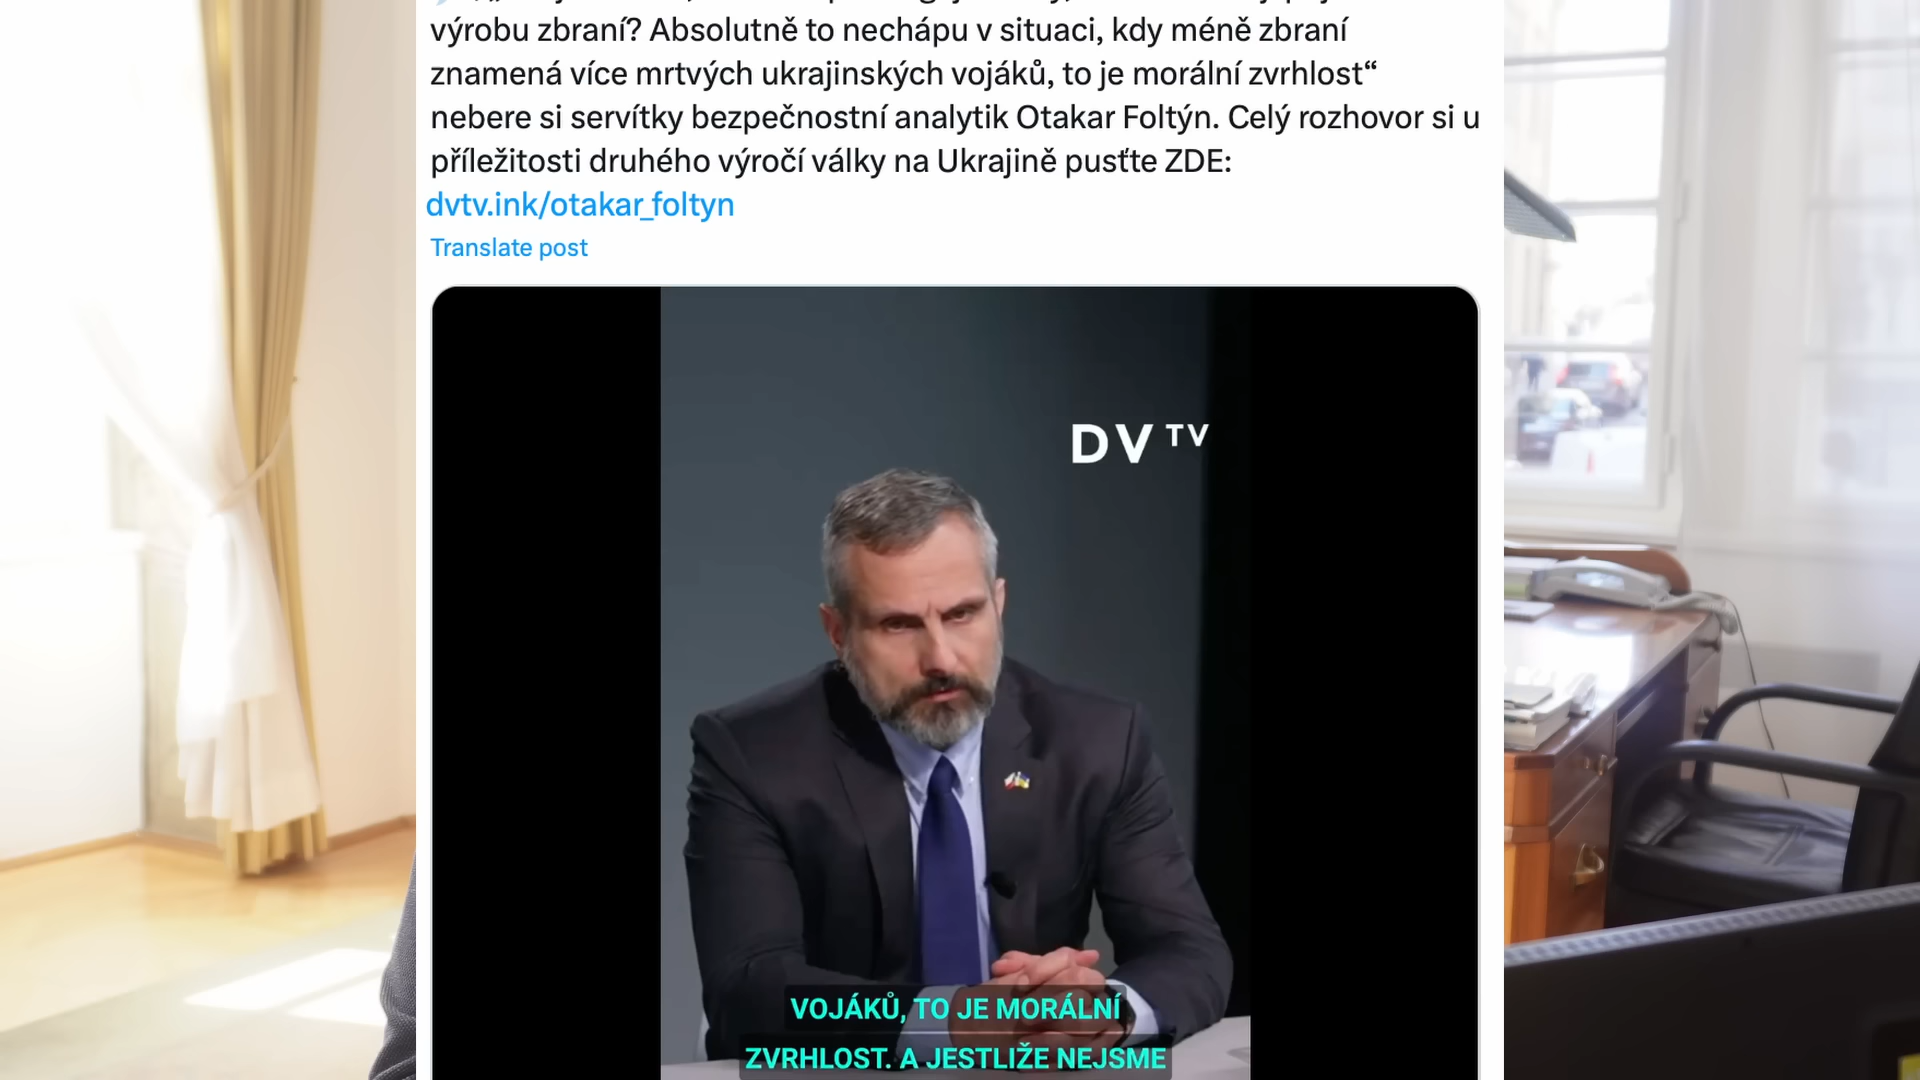 výrobu zbraní? Absolutně to nechápu v situaci, kdy méně zbraní
znamená více mrtvých ukrajinských vojáků, to je morální zvrhlost“
nebere si servítky bezpečnostní analytik Otakar Foltýn. Celý rozhovor si u
příležitosti druhého výročí války na Ukrajině pusťte ZDE:
dvtv.ink/otakar_foltyn
Translate post
DVTV
VOJÁKŮ, TO JE MORÁLNÍ
ZVRHLOST. A JESTLIŽE NEJSME